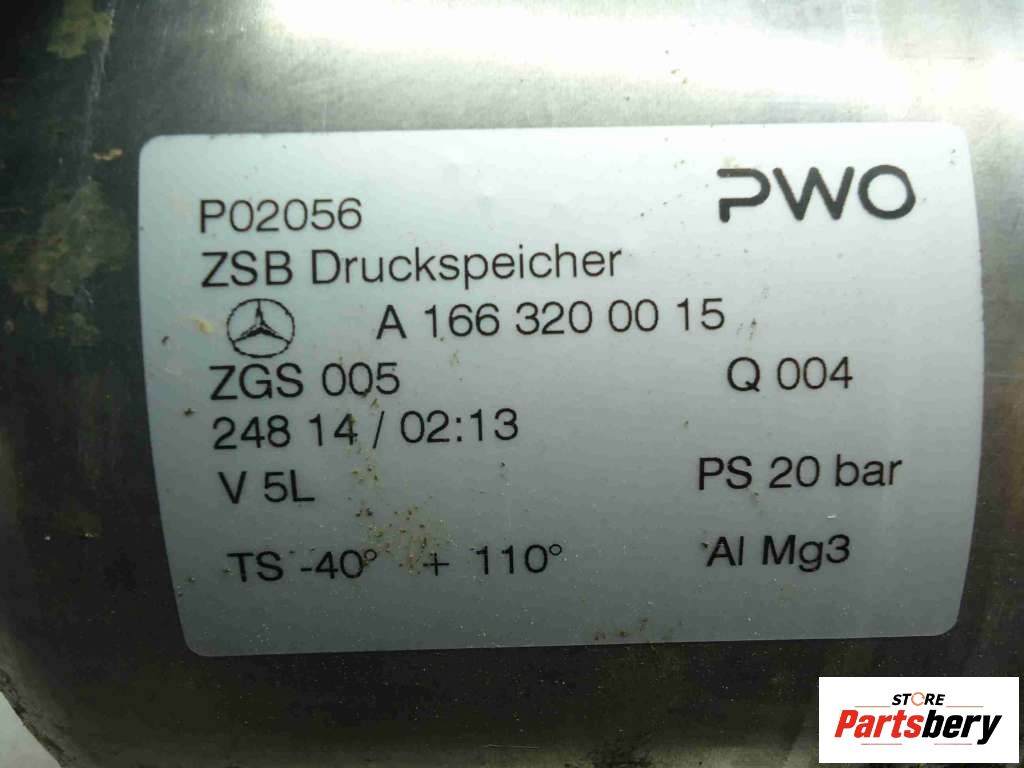 PWO
P02056
ZSB Druckspeicher
A 166 320 00 15
ZGS 005 Q 004
248 14 / 02:13
V 5L PS 20 bar
TS -40° + 110° Al Mg3
STORE
Partsbery